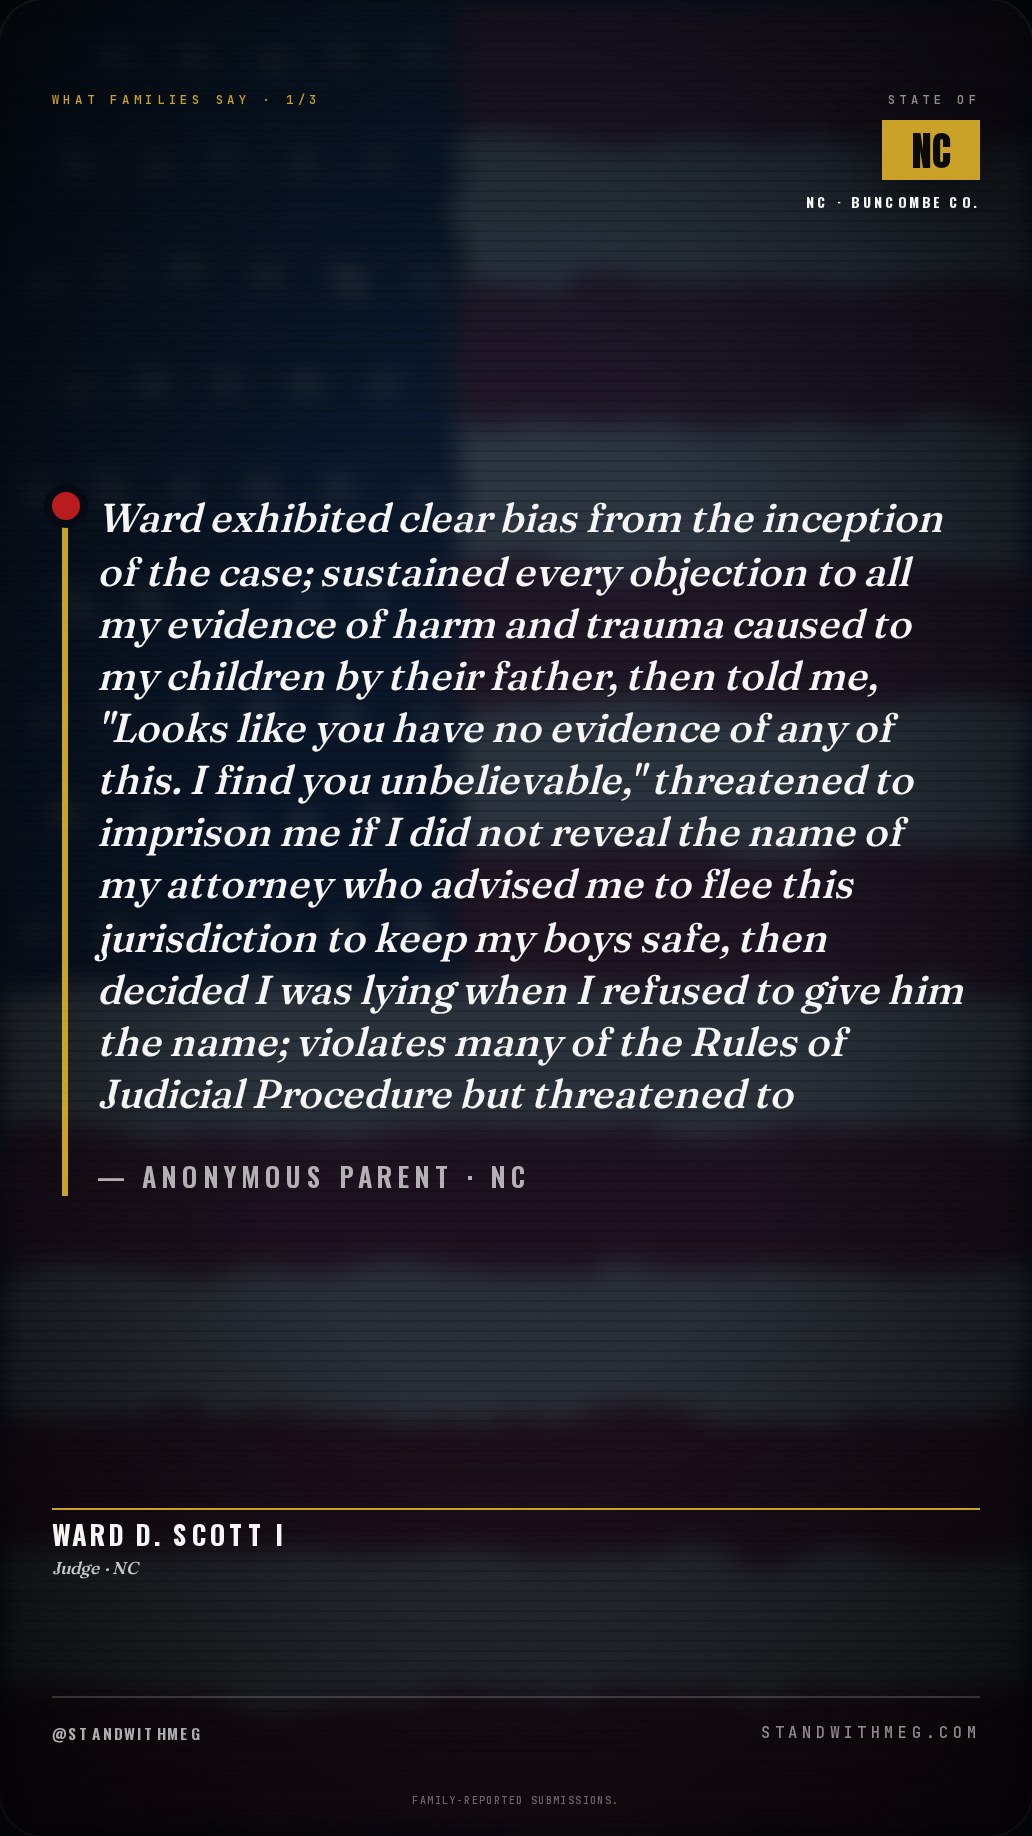 WHAT FAMILIES SAY · 1/3
STATE OF
NC
NC · BUNCOMBE CO.
Ward exhibited clear bias from the inception
of the case; sustained every objection to all
my evidence of harm and trauma caused to
my children by their father, then told me,
"Looks like you have no evidence of any of
this. I find you unbelievable," threatened to
imprison me if I did not reveal the name of
my attorney who advised me to flee this
jurisdiction to keep my boys safe, then
decided I was lying when I refused to give him
the name; violates many of the Rules of
Judicial Procedure but threatened to
— ANONYMOUS PARENT · NC
WARD D. SCOTT I
Judge · NC
@STANDWITHMEG
STANDWITHMEG.COM
FAMILY-REPORTED SUBMISSIONS.